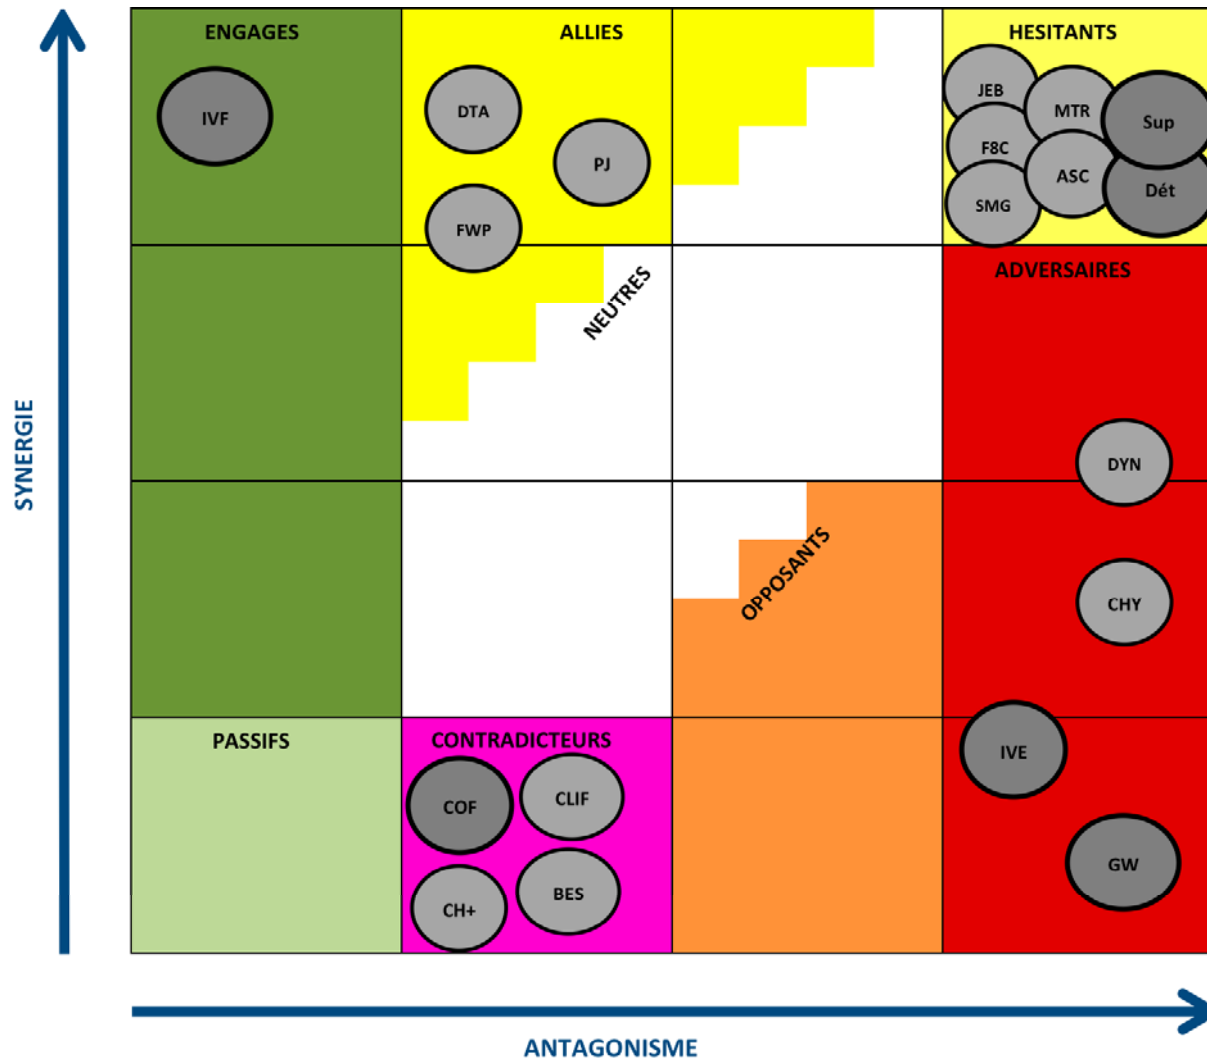 ENGAGES
ALLIES
HESITANTS
IVF
DTA
PJ
FWP
JEB
MTR
Sup
F8C
ASC
Dét
SMG
NEUTRES
ADVERSAIRES
SYNERGIE
DYN
OPPOSANTS
CHY
PASSIFS
CONTRADICTEURS
IVE
COF
CLIF
GW
CH+
BES
ANTAGONISME